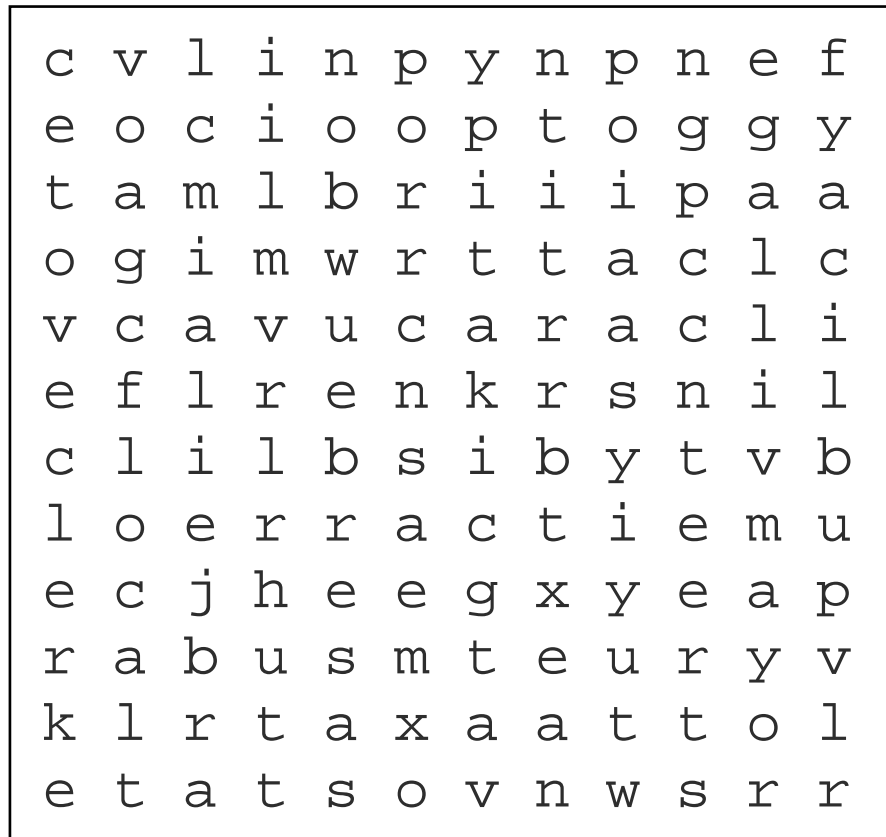 c v l i n p y n p n e f
e o c i o o p t o g g y
t a m l b r i i i p a a
o g i m w r t t a c l c
v c a v u c a r a c l i
e f l r e n k r s n i l
c l i l b s i b y t v b
l o e r r a c t i e m u
e c j h e e g x y e a p
r a b u s m t e u r y v
k l r t a x a a t t o l
e t a t s o v n w s r r